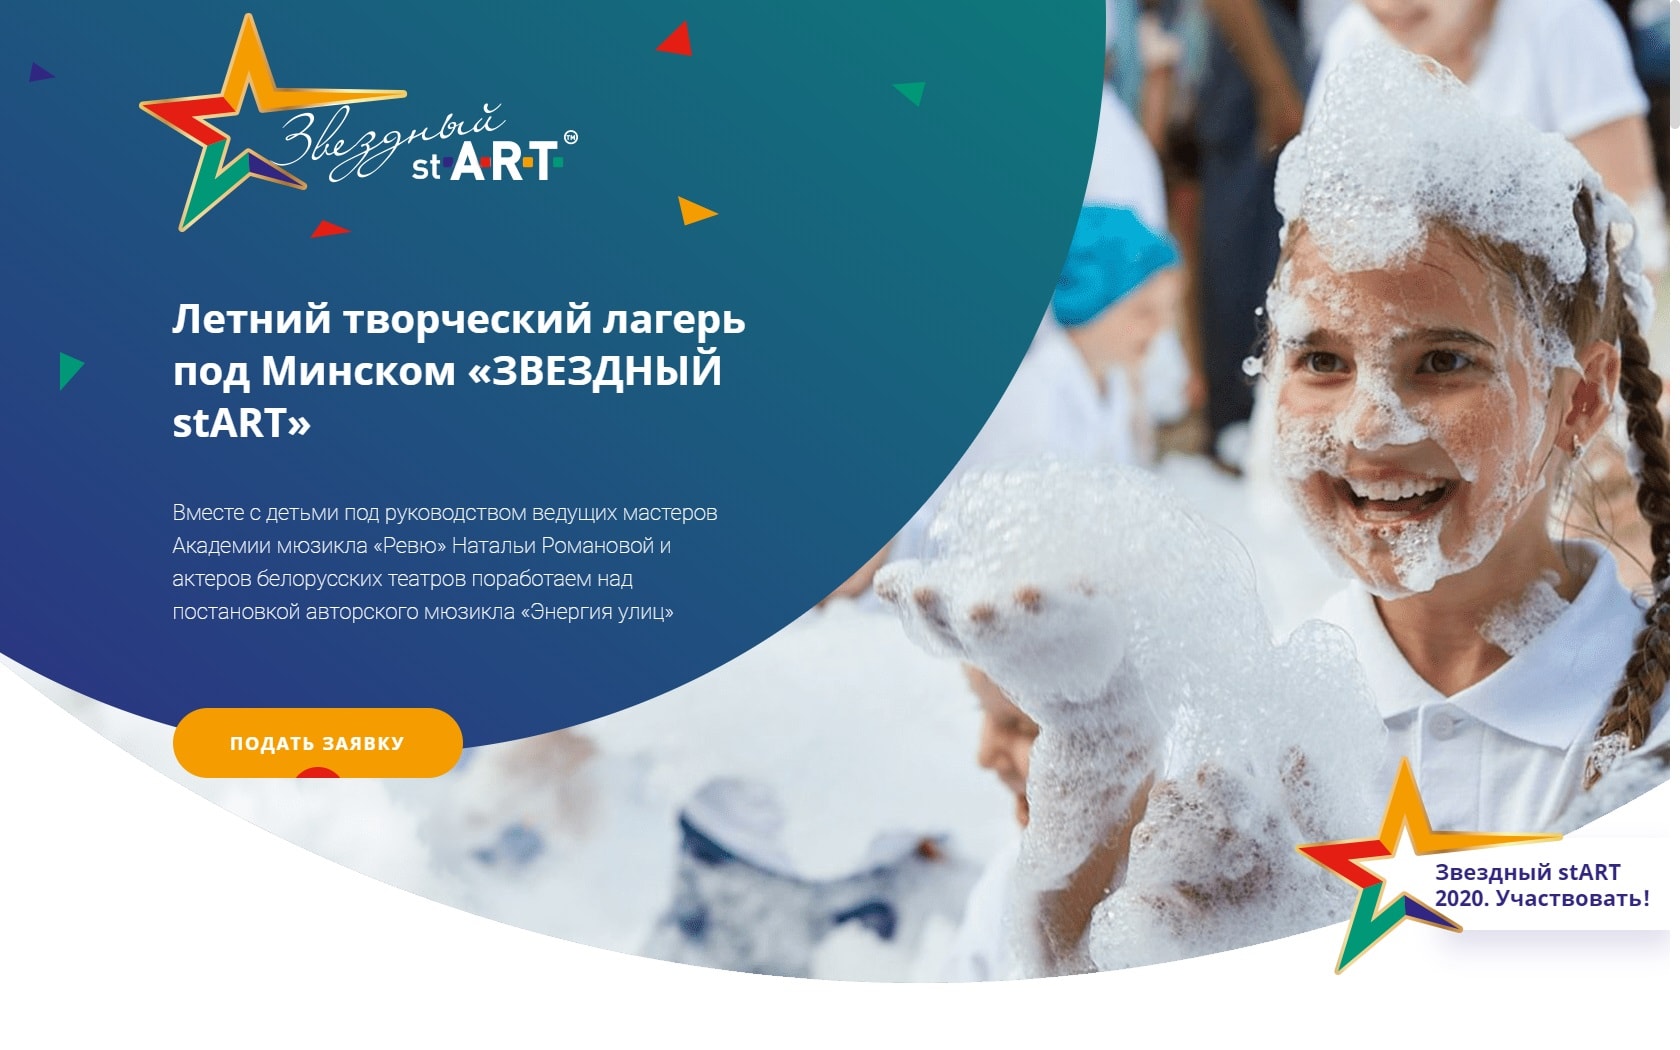 Звездный
st·A·R·T·
TM
Летний творческий лагерь
под Минском «ЗВЕЗДНЫЙ
stART»
Вместе с детьми под руководством ведущих мастеров
Академии мюзикла «Ревю» Натальи Романовой и
актеров белорусских театров поработаем над
постановкой авторского мюзикла «Энергия улиц»
ПОДАТЬ ЗАЯВКУ
Звездный stART
2020. Участвовать!